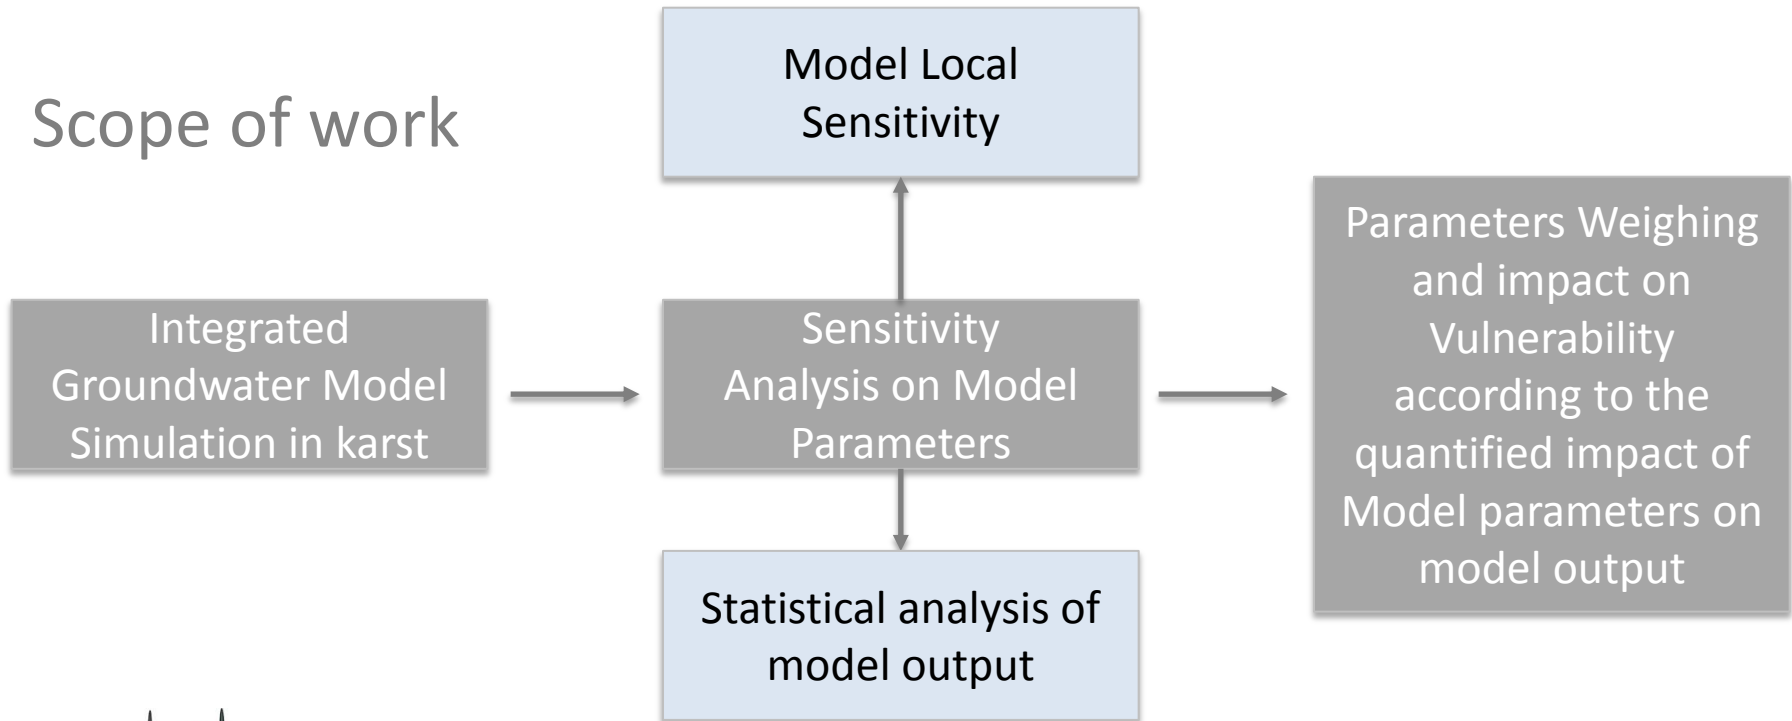 Scope of work
Model Local
Sensitivity
Integrated
Groundwater Model
Simulation in karst
Sensitivity
Analysis on Model
Parameters
Parameters Weighing
and impact on
Vulnerability
according to the
quantified impact of
Model parameters on
model output
Statistical analysis of
model output